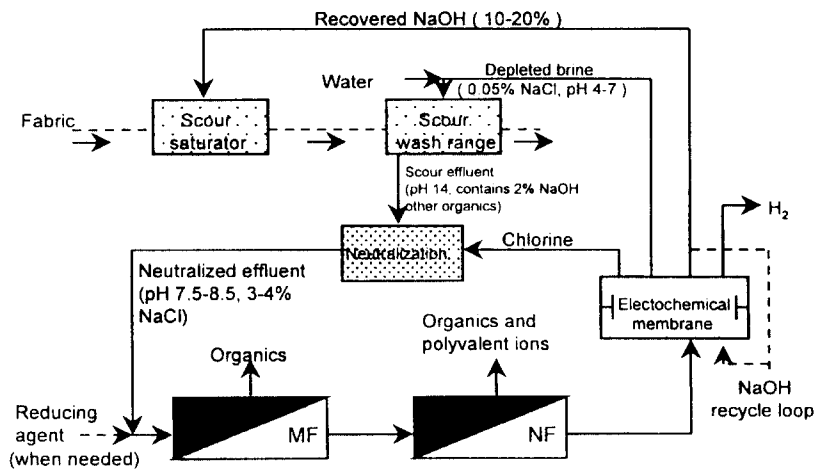 Recovered NaOH ( 10-20% )
Water
Depleted brine
( 0.05% NaCl, pH 4-7 )
Fabric
Scour
saturator
Scour
wash range
Scour effluent
(pH 14, contains 2% NaOH
other organics)
H2
Neutralization
Chlorine
Neutralized effluent
(pH 7.5-8.5, 3-4%
NaCl)
Electochemical
membrane
Organics
Organics and
polyvalent ions
NaOH
recycle loop
Reducing
agent
(when needed)
MF
NF